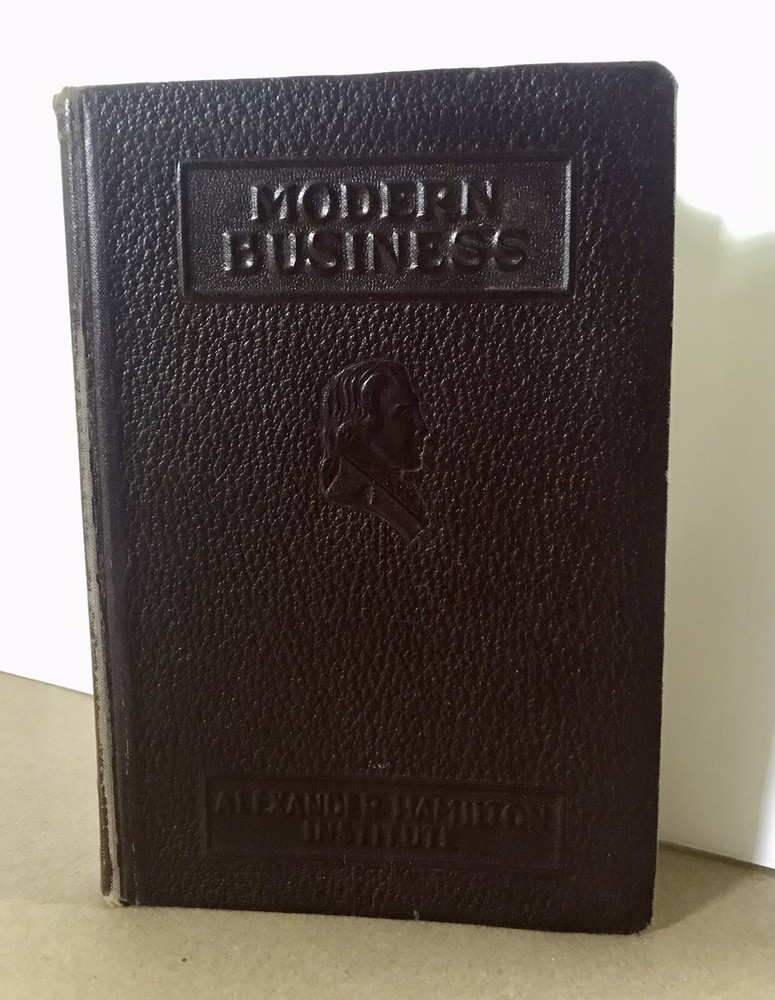 MODERN
BUSINESS
ALEXANDER HAMILTON
INSTITUTE